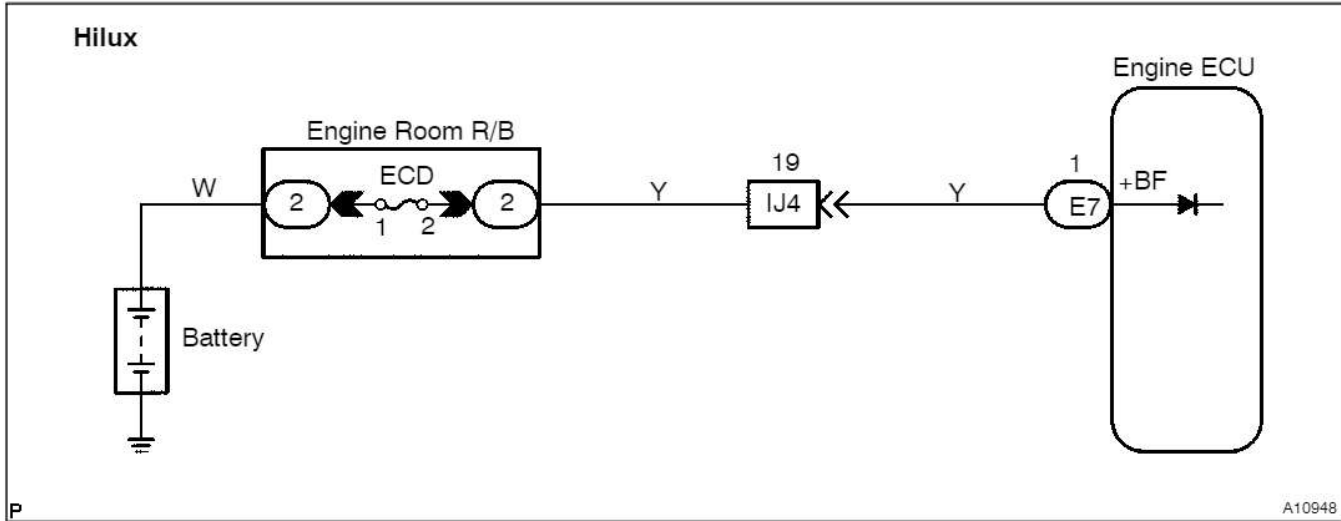 Hilux
Engine ECU
Engine Room R/B
ECD
19
1
+BF
W
2
2
Y
IJ4
Y
E7
1 2
Battery
P
A10948